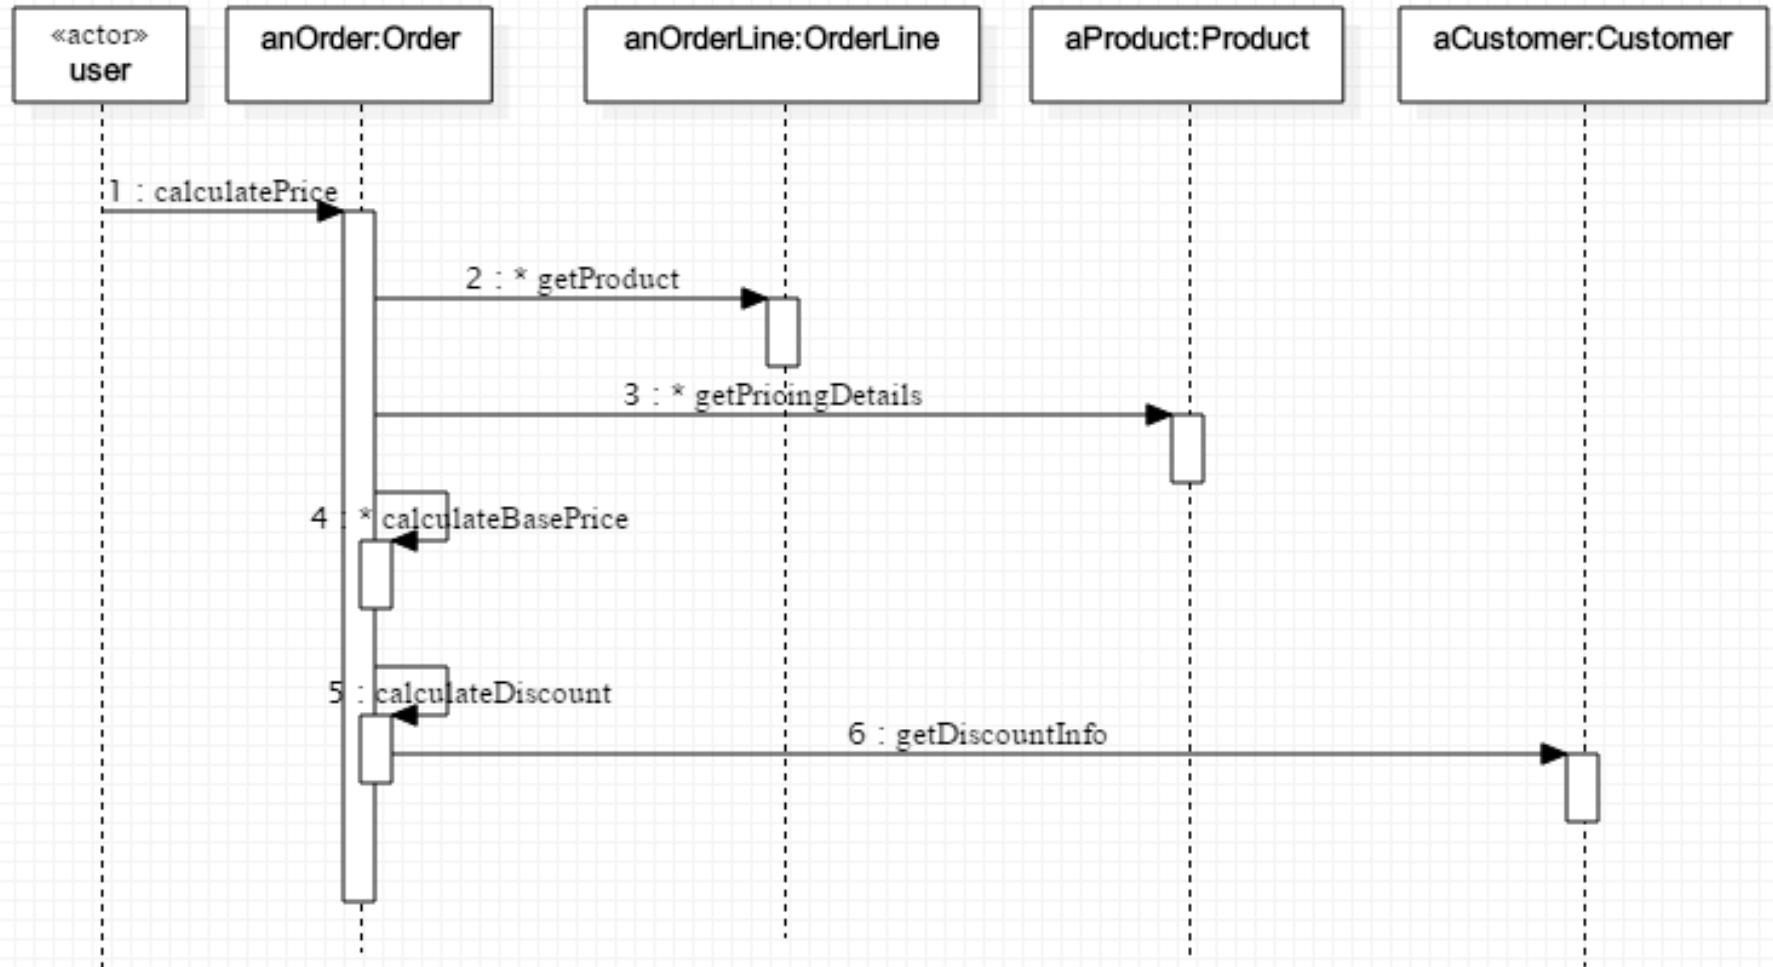 «actor»
user
anOrder:Order
anOrderLine:OrderLine
aProduct:Product
aCustomer:Customer
1 : calculatePrice
2 : * getProduct
3 : * getPricingDetails
4 : * calculateBasePrice
5 : calculateDiscount
6 : getDiscountInfo